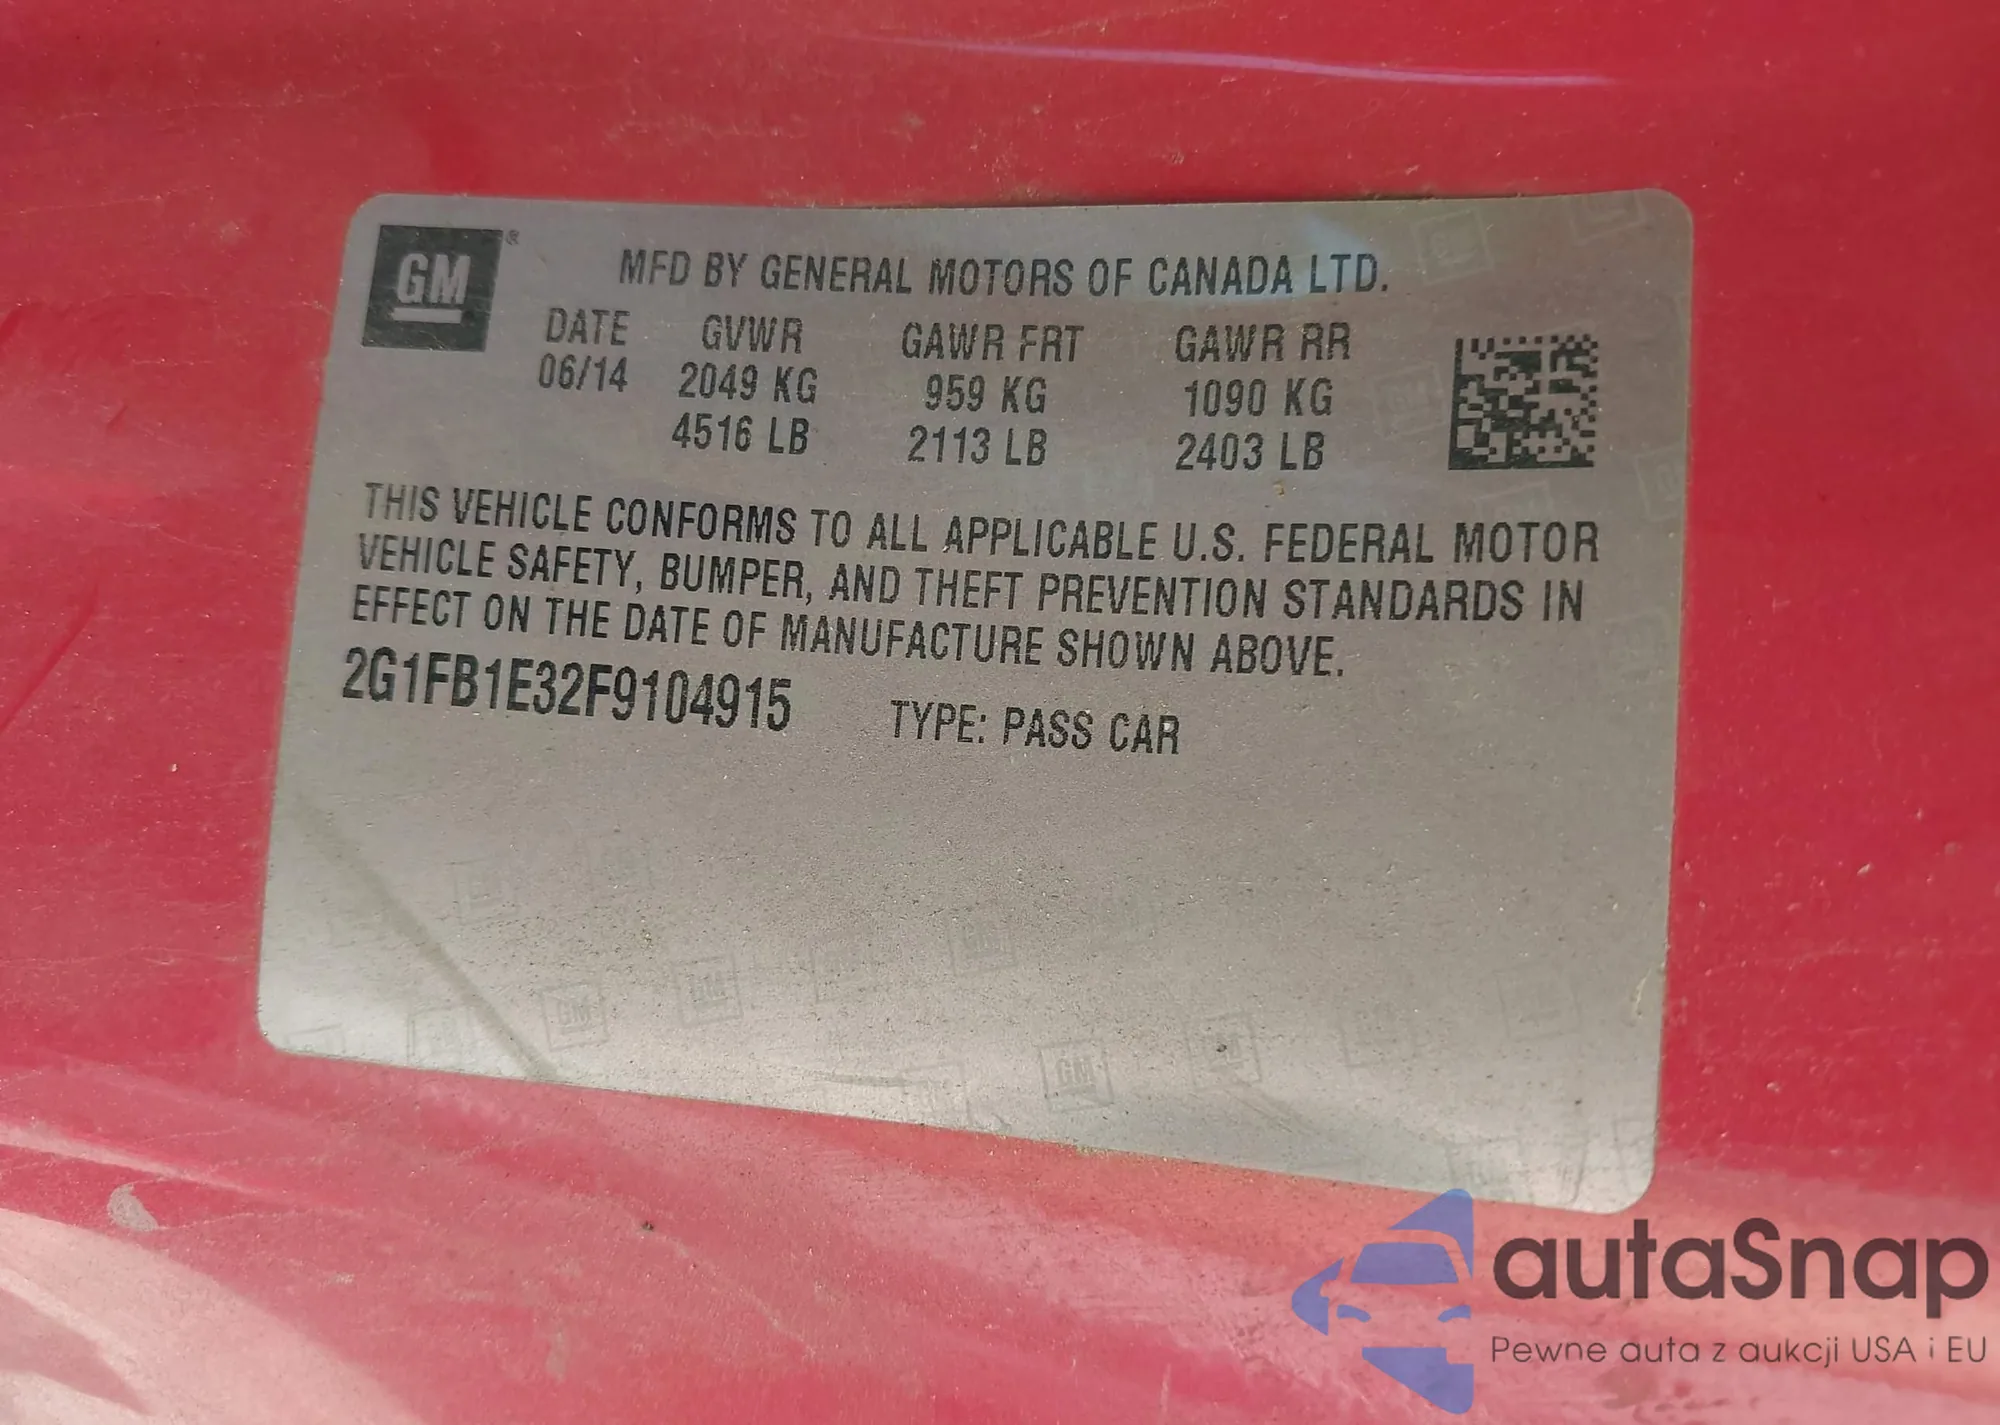 GM®
MFD BY GENERAL MOTORS OF CANADA LTD.
DATE GVWR GAWR FRT GAWR RR
06/14 2049 KG 959 KG 1090 KG
4516 LB 2113 LB 2403 LB
THIS VEHICLE CONFORMS TO ALL APPLICABLE U.S. FEDERAL MOTOR
VEHICLE SAFETY, BUMPER, AND THEFT PREVENTION STANDARDS IN
EFFECT ON THE DATE OF MANUFACTURE SHOWN ABOVE.
2G1FB1E32F9104915 TYPE: PASS CAR
autaSnap
Pewne auta z aukcji USA i EU